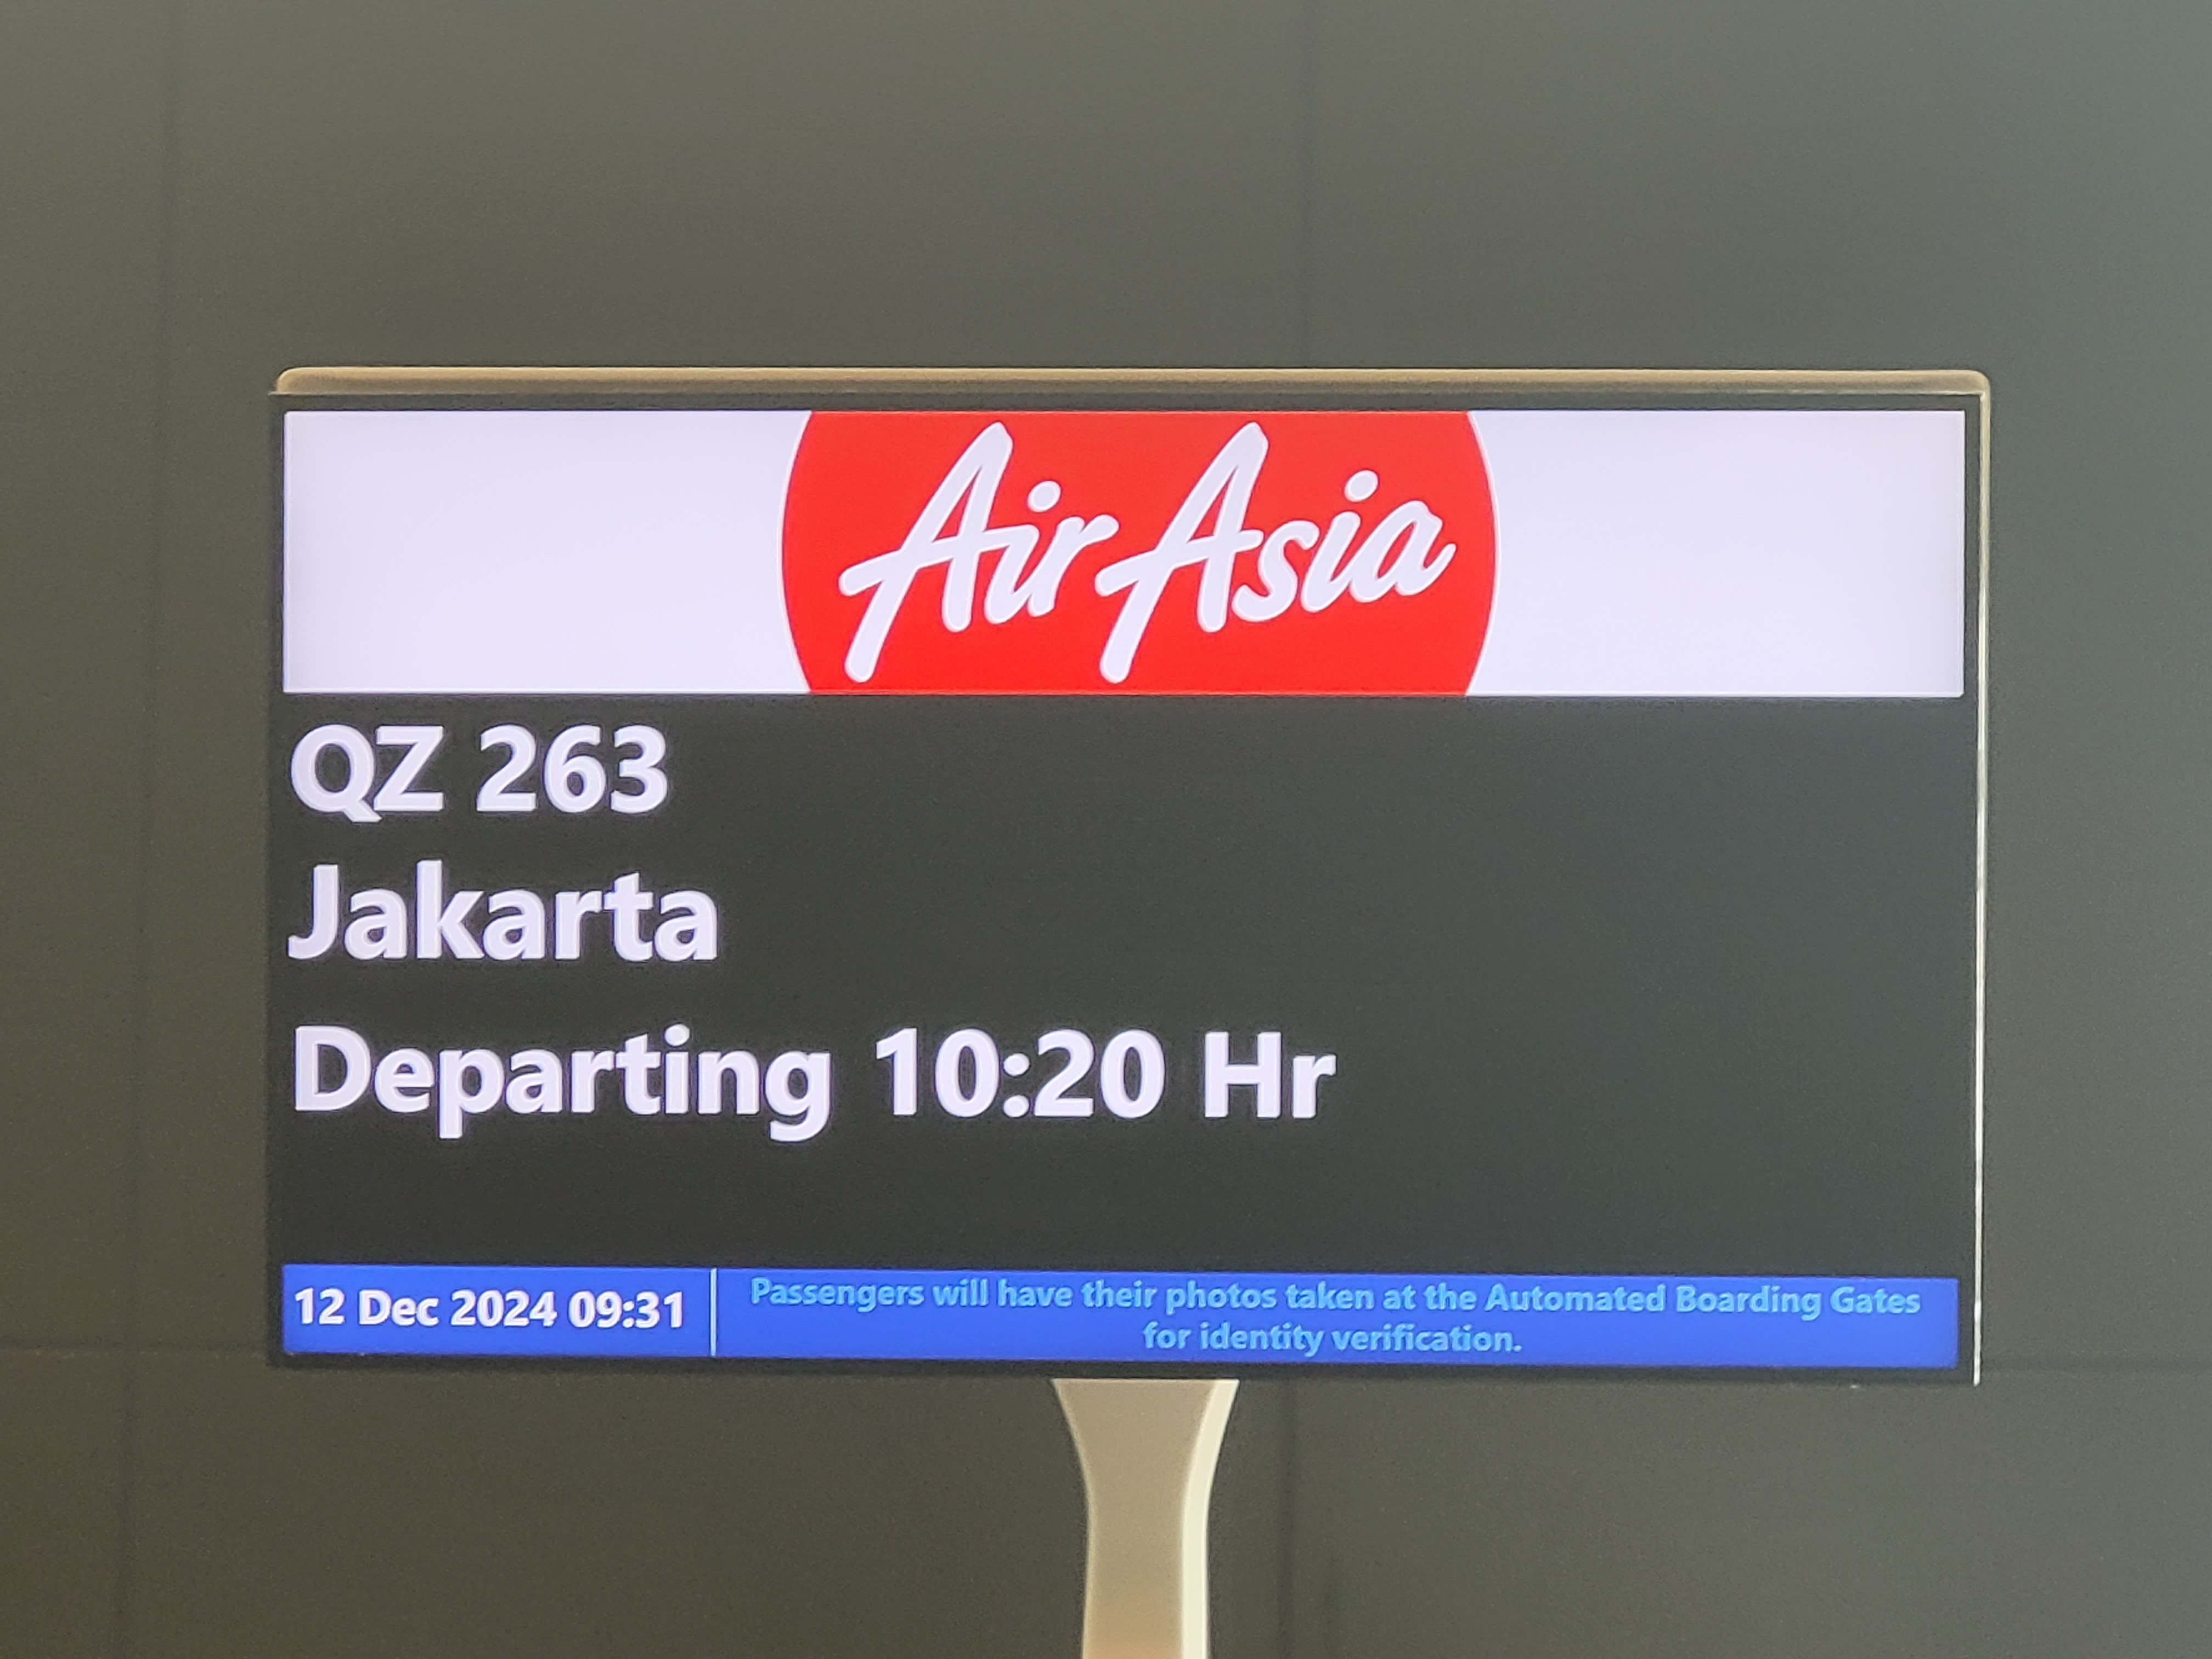 AirAsia
QZ 263
Jakarta
Departing 10:20 Hr
12 Dec 2024 09:31
Passengers will have their photos taken at the Automated Boarding Gates
for identity verification.